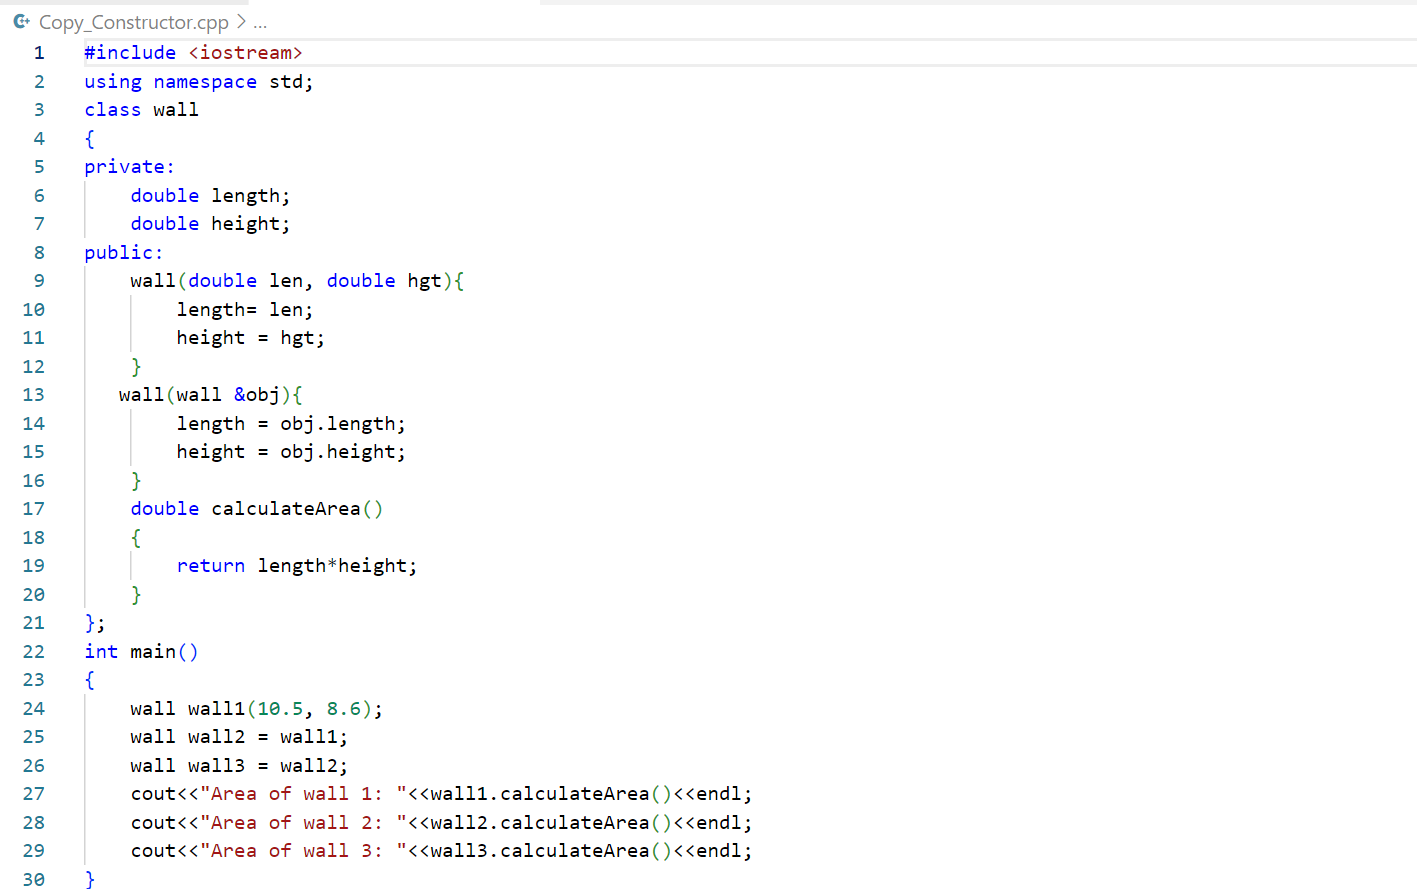 Copy_Constructor.cpp > ...
1 #include <iostream>
2 using namespace std;
3 class wall
4 {
5 private:
6     double length;
7     double height;
8 public:
9     wall(double len, double hgt){
10         length= len;
11         height = hgt;
12     }
13    wall(wall &obj){
14         length = obj.length;
15         height = obj.height;
16     }
17     double calculateArea()
18     {
19         return length*height;
20     }
21 };
22 int main()
23 {
24     wall wall1(10.5, 8.6);
25     wall wall2 = wall1;
26     wall wall3 = wall2;
27     cout<<"Area of wall 1: "<<wall1.calculateArea()<<endl;
28     cout<<"Area of wall 2: "<<wall2.calculateArea()<<endl;
29     cout<<"Area of wall 3: "<<wall3.calculateArea()<<endl;
30 }